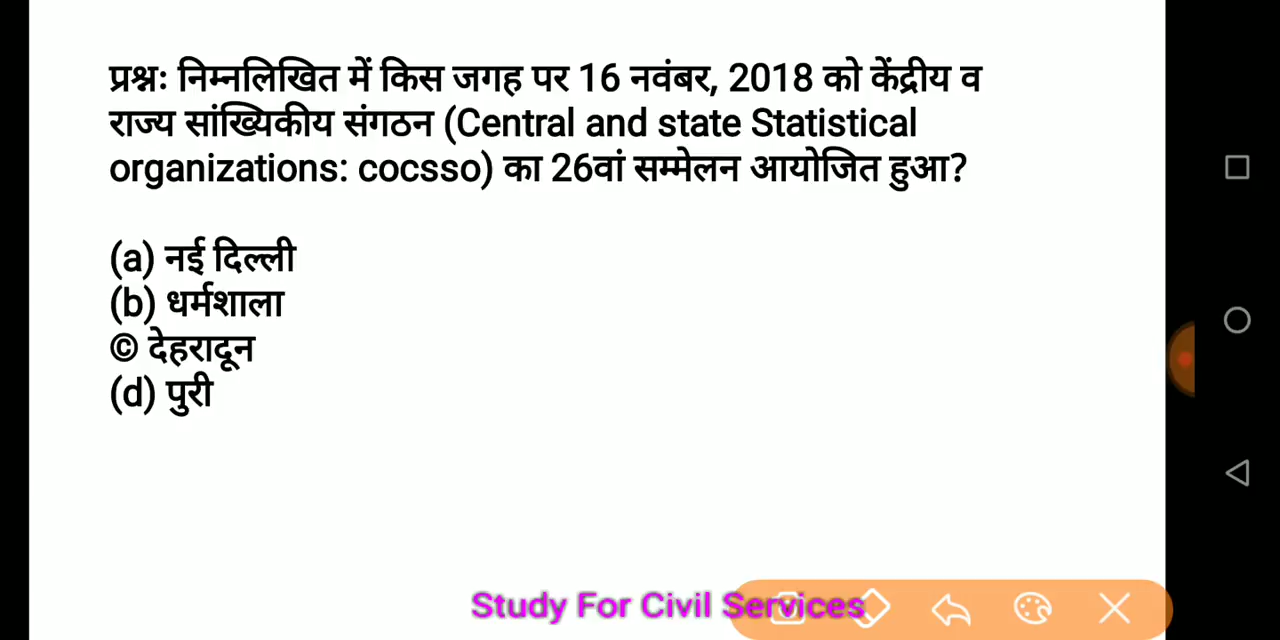 प्रश्नः निम्नलिखित में किस जगह पर 16 नवंबर, 2018 को केंद्रीय व
राज्य सांख्यिकीय संगठन (Central and state Statistical
organizations: cocsso) का 26वां सम्मेलन आयोजित हुआ?
(a) नई दिल्ली
(b) धर्मशाला
© देहरादून
(d) पुरी
Study For Civil Services